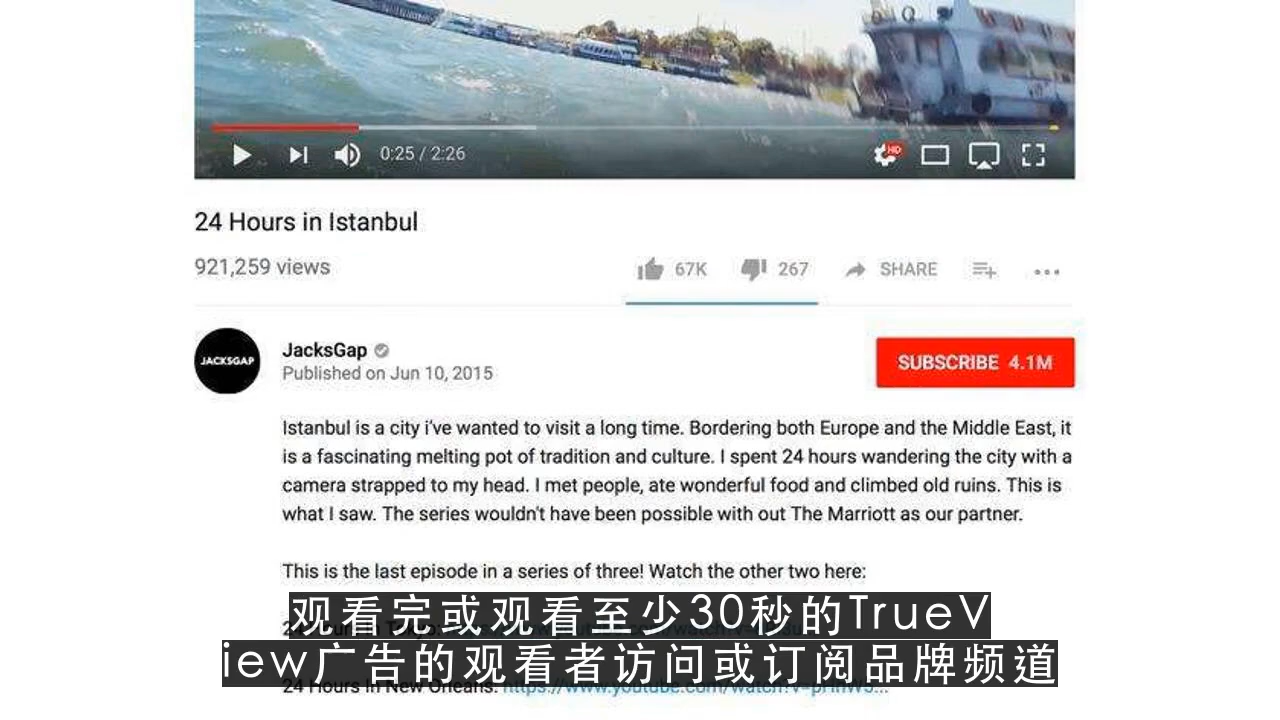 0:25 / 2:26
HD
24 Hours in Istanbul
921,259 views
67K
267
SHARE
JACKSGAP
JacksGap
Published on Jun 10, 2015
SUBSCRIBE 4.1M
Istanbul is a city i've wanted to visit a long time. Bordering both Europe and the Middle East, it
is a fascinating melting pot of tradition and culture. I spent 24 hours wandering the city with a
camera strapped to my head. I met people, ate wonderful food and climbed old ruins. This is
what I saw. The series wouldn't have been possible with out The Marriott as our partner.
This is the last episode in a series of three! Watch the other two here:
观看完或观看至少30秒的TrueV
iew广告的观看者访问或订阅品牌频道
24 Hours In New Orleans: